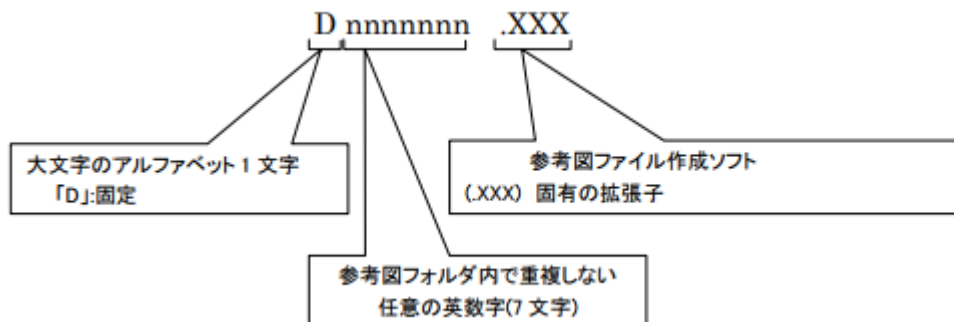 D nnnnnnn .XXX
大文字のアルファベット 1 文字
「D」:固定
参考図ファイル作成ソフト
(.XXX) 固有の拡張子
参考図フォルダ内で重複しない
任意の英数字(7 文字)